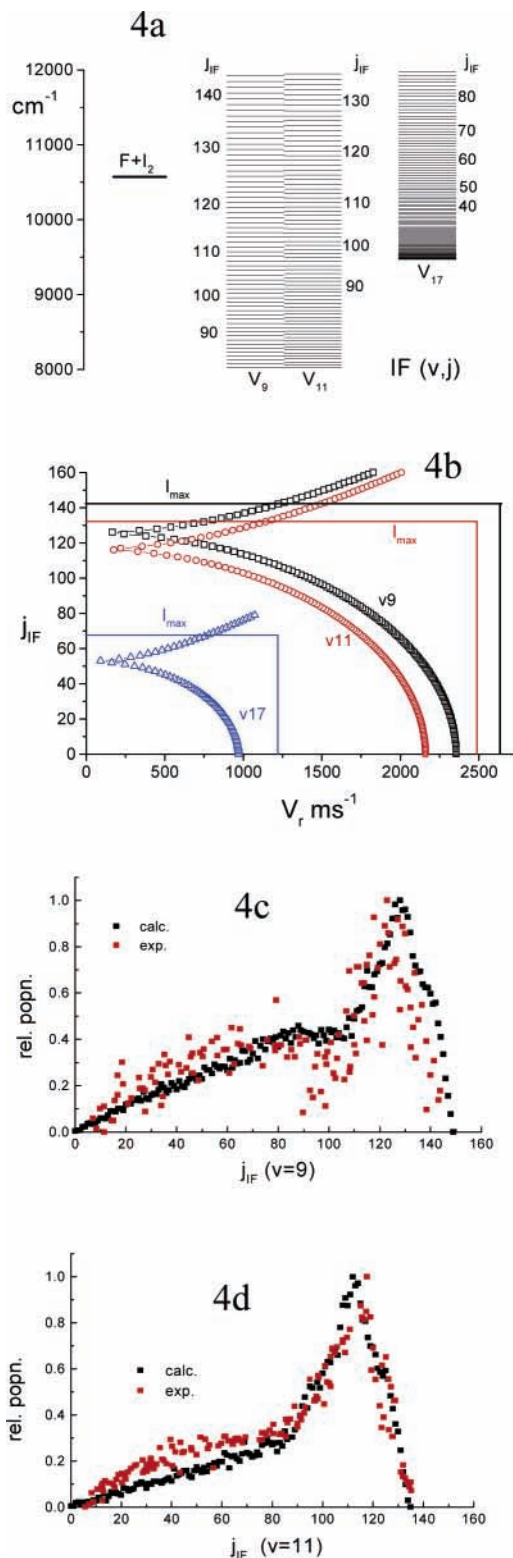 4a
12000
cm⁻¹
11000
10000
9000
8000
F+I₂
j_IF
140
130
120
110
100
90
j_IF
130
120
110
100
90
j_IF
80
70
60
50
40
V₉
V₁₁
V₁₇
IF (v,j)
4b
160
140
120
100
80
60
40
20
0
j_IF
l_max
l_max
l_max
v9
v11
v17
0 500 1000 1500 2000 2500
V_r ms⁻¹
4c
1.0
0.8
0.6
0.4
0.2
0.0
rel. popn.
calc.
exp.
0 20 40 60 80 100 120 140 160
j_IF (v=9)
4d
1.0
0.8
0.6
0.4
0.2
0.0
rel. popn.
calc.
exp.
0 20 40 60 80 100 120 140 160
j_IF (v=11)